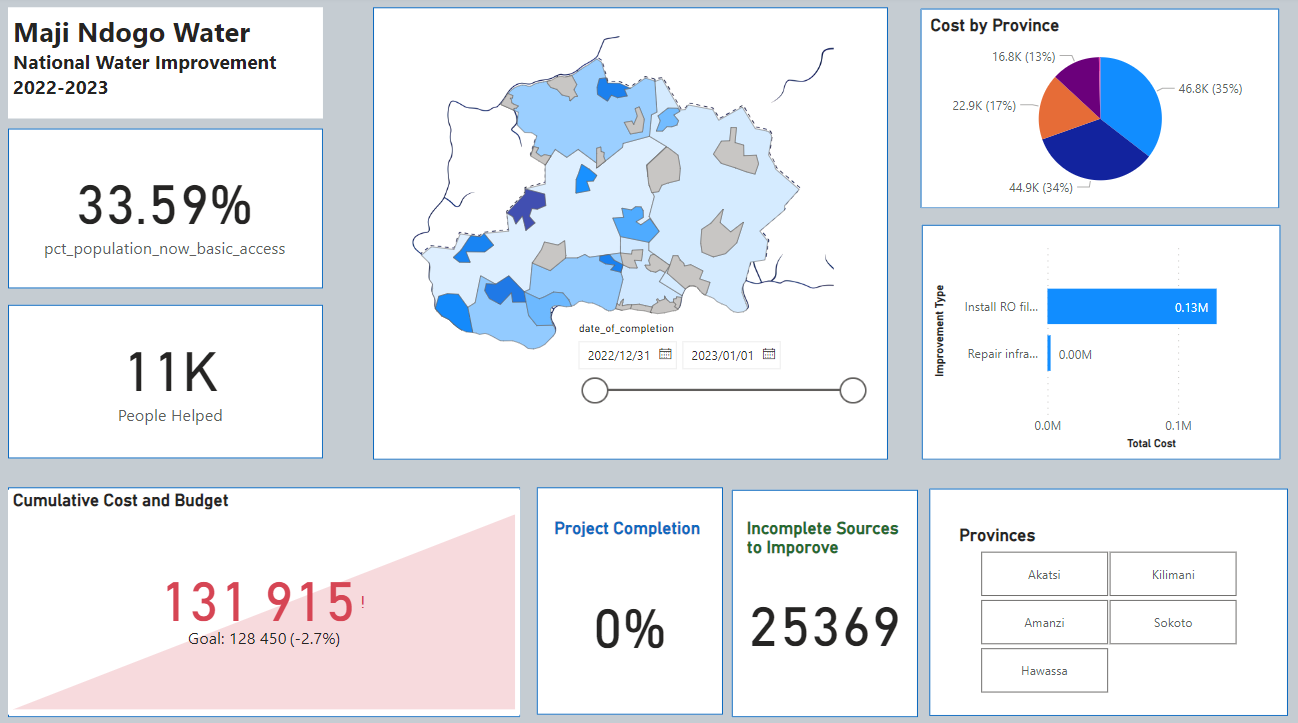 Maji Ndogo Water
National Water Improvement
2022-2023
33.59%
pct_population_now_basic_access
11K
People Helped
date_of_completion
2022/12/31
2023/01/01
Cost by Province
16.8K (13%)
46.8K (35%)
22.9K (17%)
44.9K (34%)
Improvement Type
Install RO fil...
0.13M
Repair infra...
0.00M
0.0M
0.1M
Total Cost
Cumulative Cost and Budget
131 915!
Goal: 128 450 (-2.7%)
Project Completion
0%
Incomplete Sources
to Imporove
25369
Provinces
Akatsi
Kilimani
Amanzi
Sokoto
Hawassa